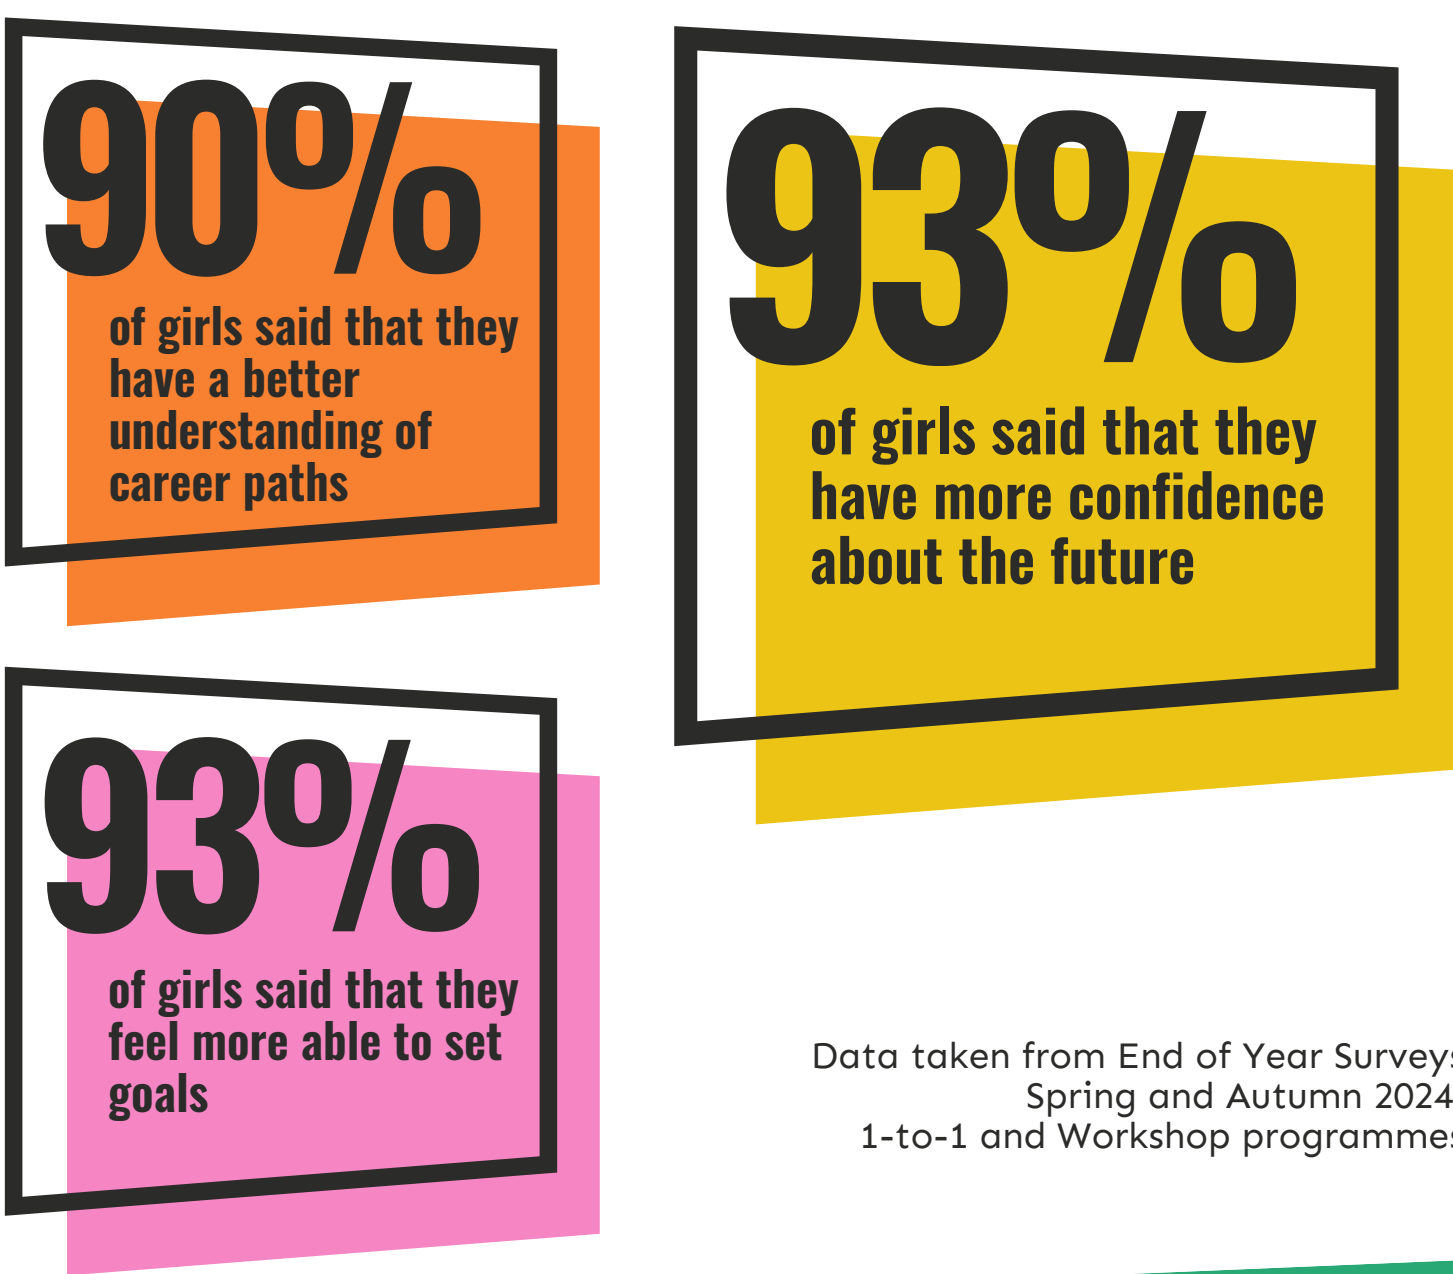 90%
of girls said that they
have a better
understanding of
career paths
93%
of girls said that they
have more confidence
about the future
93%
of girls said that they
feel more able to set
goals
Data taken from End of Year Surveys
Spring and Autumn 2024
1-to-1 and Workshop programmes